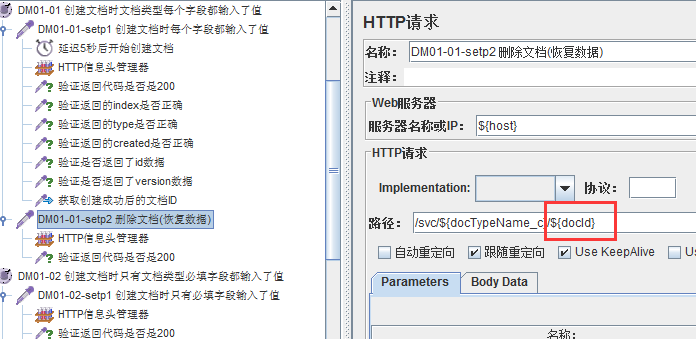 DM01-01 创建文档时文档类型每个字段都输入了值
DM01-01-setp1 创建文档时每个字段都输入了值
延迟5秒后开始创建文档
HTTP信息头管理器
验证返回代码是否是200
验证返回的index是否正确
验证返回的type是否正确
验证返回的created是否正确
验证是否返回了id数据
验证是否返回了version数据
获取创建成功后的文档ID
DM01-01-setp2 删除文档(恢复数据)
HTTP信息头管理器
验证返回代码是否是200
DM01-02 创建文档时只有文档类型必填字段都输入了值
DM01-02-setp1 创建文档时只有必填字段都输入了值
HTTP信息头管理器
验证返回代码是否是200
HTTP请求
名称： DM01-01-setp2 删除文档(恢复数据)
注释：
Web服务器
服务器名称或IP： ${host}
HTTP请求
Implementation: 协议：
路径： /svc/${docTypeName_c}/${docId}
自动重定向 跟随重定向 Use KeepAlive
Parameters Body Data
名称: